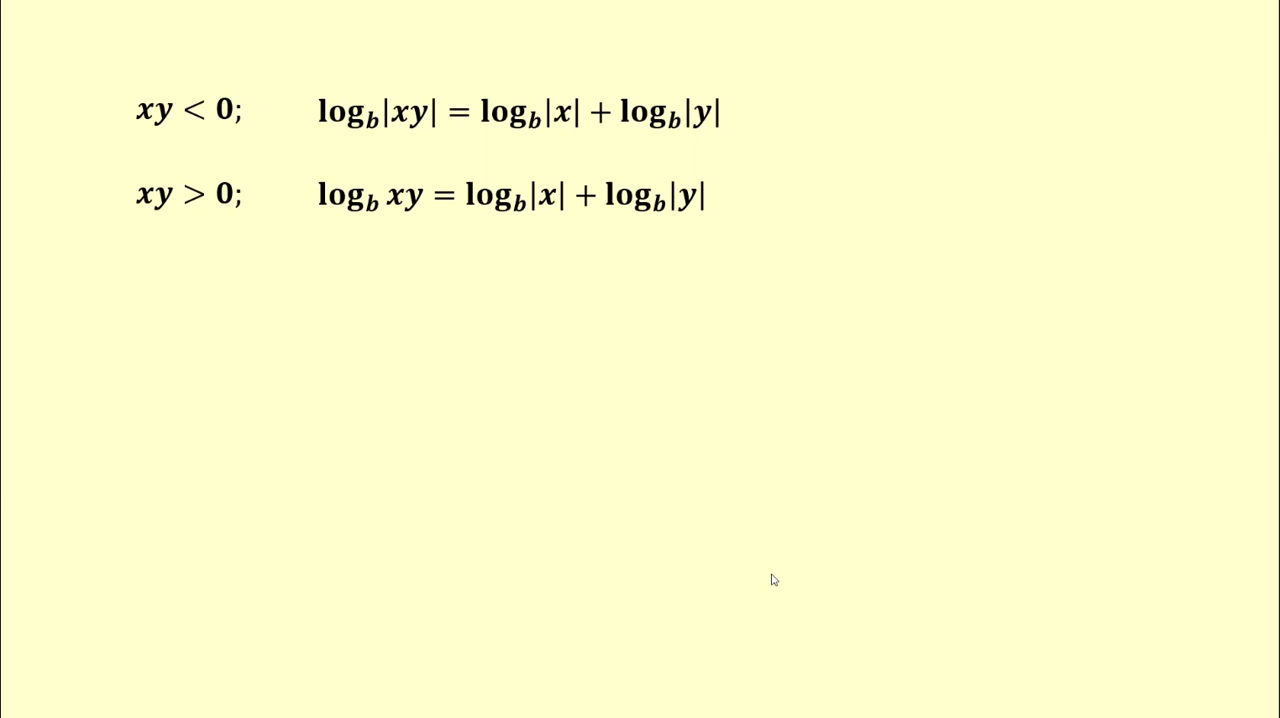 xy < 0; log_b|xy| = log_b|x| + log_b|y|
xy > 0; log_b xy = log_b|x| + log_b|y|